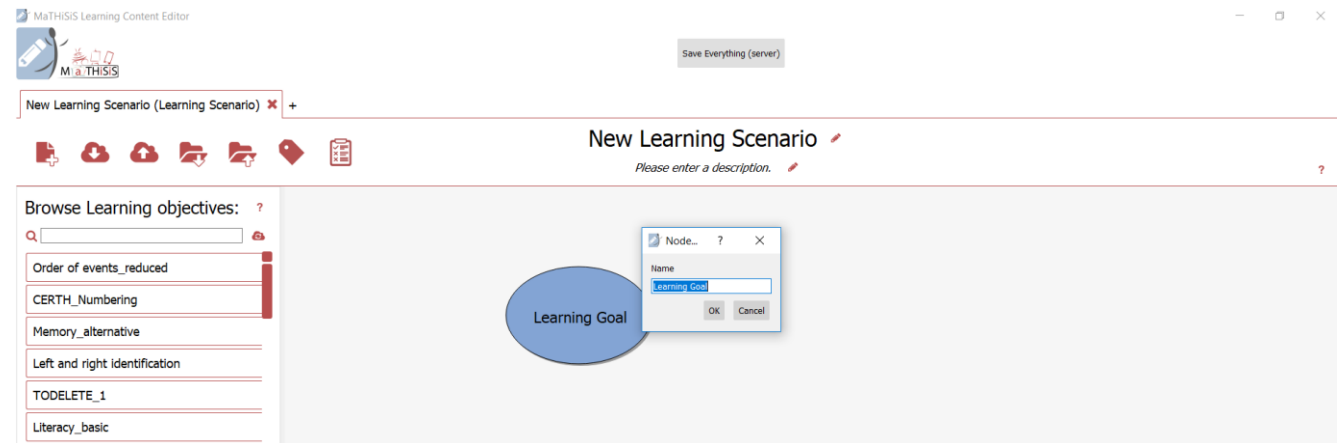 MaTHiSiS Learning Content Editor
MaTHiSiS
Save Everything (server)
New Learning Scenario (Learning Scenario) +
New Learning Scenario
Please enter a description.
?
Browse Learning objectives: ?
Order of events_reduced
CERTH_Numbering
Memory_alternative
Left and right identification
TODELETE_1
Literacy_basic
Learning Goal
Node... ?
Name
Learning Goal
OK Cancel